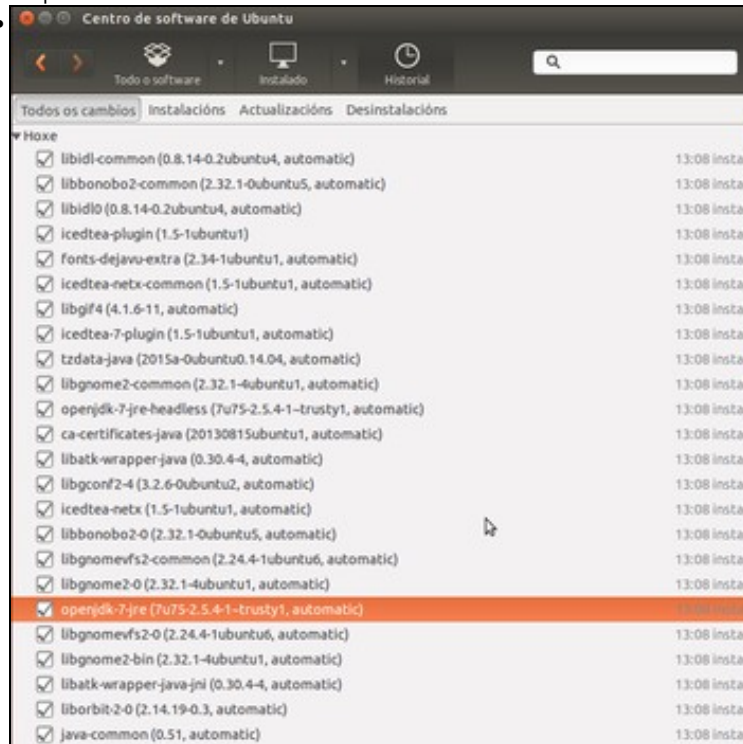 Centro de software de Ubuntu
Todo o software
Instalado
Historial
Todos os cambios Instalacións Actualizacións Desinstalacións
Hoxe
libidl-common (0.8.14-0.2ubuntu4, automatic) 13:08 insta
libbonobo2-common (2.32.1-0ubuntu5, automatic) 13:08 insta
libidl0 (0.8.14-0.2ubuntu4, automatic) 13:08 insta
icedtea-plugin (1.5-1ubuntu1) 13:08 insta
fonts-dejavu-extra (2.34-1ubuntu1, automatic) 13:08 insta
icedtea-netx-common (1.5-1ubuntu1, automatic) 13:08 insta
libgif4 (4.1.6-11, automatic) 13:08 insta
icedtea-7-plugin (1.5-1ubuntu1, automatic) 13:08 insta
tzdata-java (2015a-0ubuntu0.14.04, automatic) 13:08 insta
libgnome2-common (2.32.1-4ubuntu1, automatic) 13:08 insta
openjdk-7-jre-headless (7u75-2.5.4-1~trusty1, automatic) 13:08 insta
ca-certificates-java (20130815ubuntu1, automatic) 13:08 insta
libatk-wrapper-java (0.30.4-4, automatic) 13:08 insta
libgconf2-4 (3.2.6-0ubuntu2, automatic) 13:08 insta
icedtea-netx (1.5-1ubuntu1, automatic) 13:08 insta
libbonobo2-0 (2.32.1-0ubuntu5, automatic) 13:08 insta
libgnomevfs2-common (2.24.4-1ubuntu6, automatic) 13:08 insta
libgnome2-0 (2.32.1-4ubuntu1, automatic) 13:08 insta
openjdk-7-jre (7u75-2.5.4-1~trusty1, automatic) 13:08 insta
libgnomevfs2-0 (2.24.4-1ubuntu6, automatic) 13:08 insta
libgnome2-bin (2.32.1-4ubuntu1, automatic) 13:08 insta
libatk-wrapper-java-jni (0.30.4-4, automatic) 13:08 insta
liborbit-2-0 (2.14.19-0.3, automatic) 13:08 insta
java-common (0.51, automatic) 13:08 insta